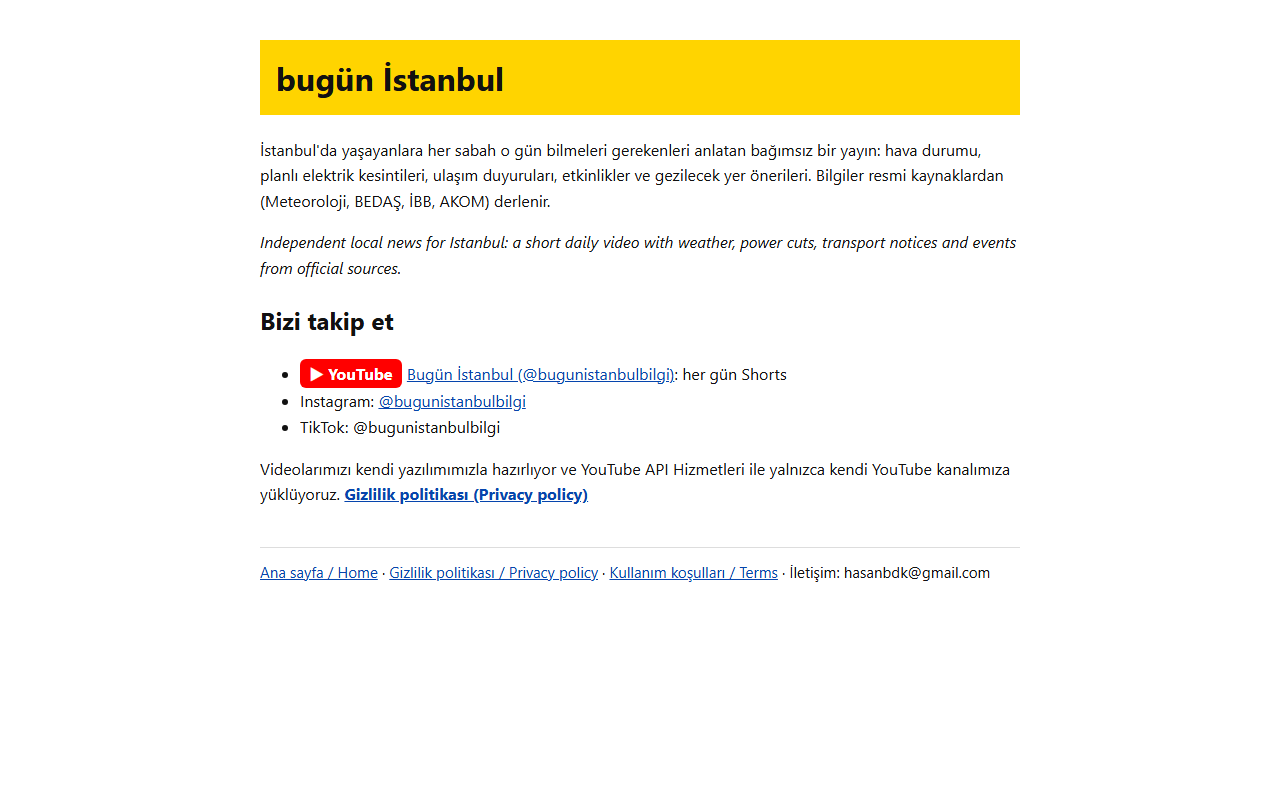 bugün İstanbul
İstanbul'da yaşayanlara her sabah o gün bilmeleri gerekenleri anlatan bağımsız bir yayın: hava durumu,
planlı elektrik kesintileri, ulaşım duyuruları, etkinlikler ve gezilecek yer önerileri. Bilgiler resmi kaynaklardan
(Meteoroloji, BEDAŞ, İBB, AKOM) derlenir.
Independent local news for Istanbul: a short daily video with weather, power cuts, transport notices and events
from official sources.
Bizi takip et
▶ YouTube Bugün İstanbul (@bugunistanbulbilgi): her gün Shorts
Instagram: @bugunistanbulbilgi
TikTok: @bugunistanbulbilgi
Videolarımızı kendi yazılımımızla hazırlıyor ve YouTube API Hizmetleri ile yalnızca kendi YouTube kanalımıza
yüklüyoruz. Gizlilik politikası (Privacy policy)
Ana sayfa / Home · Gizlilik politikası / Privacy policy · Kullanım koşulları / Terms · İletişim: hasanbdk@gmail.com